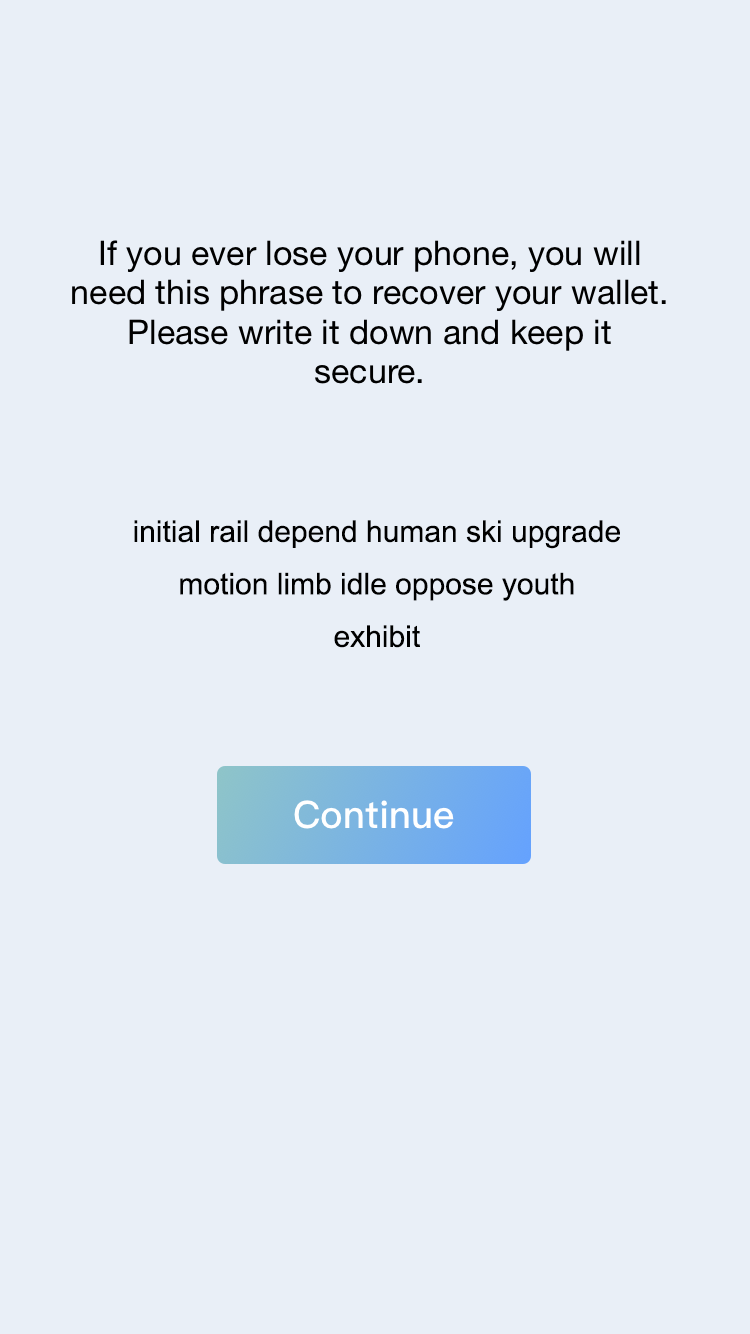 If you ever lose your phone, you will
need this phrase to recover your wallet.
Please write it down and keep it
secure.
initial rail depend human ski upgrade
motion limb idle oppose youth
exhibit
Continue